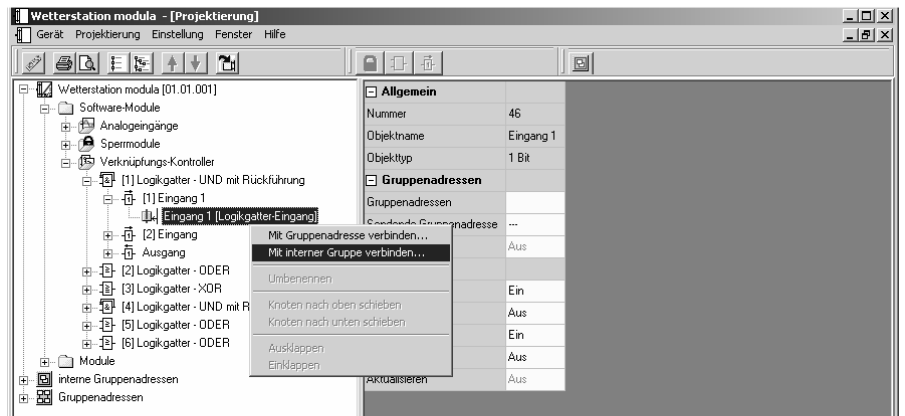 Wetterstation modula - [Projektierung]
Gerät Projektierung Einstellung Fenster Hilfe
Wetterstation modula [01.01.001]
Software-Module
Analogeingänge
Sperrmodule
Verknüpfungs-Kontroller
[1] Logikgatter - UND mit Rückführung
[1] Eingang 1
Eingang 1 [Logikgatter-Eingang]
[2] Eingang
Ausgang
[2] Logikgatter - ODER
[3] Logikgatter - XOR
[4] Logikgatter - UND mit R
[5] Logikgatter - ODER
[6] Logikgatter - ODER
Module
interne Gruppenadressen
Gruppenadressen
Mit Gruppenadresse verbinden...
Mit interner Gruppe verbinden...
Umbenennen
Knoten nach oben schieben
Knoten nach unten schieben
Ausklappen
Einklappen
Allgemein
Nummer 46
Objektname Eingang 1
Objekttyp 1 Bit
Gruppenadressen
Gruppenadressen
Sendende Gruppenadresse ---
Aus
Ein
Aus
Ein
Aus
Aktualisieren Aus